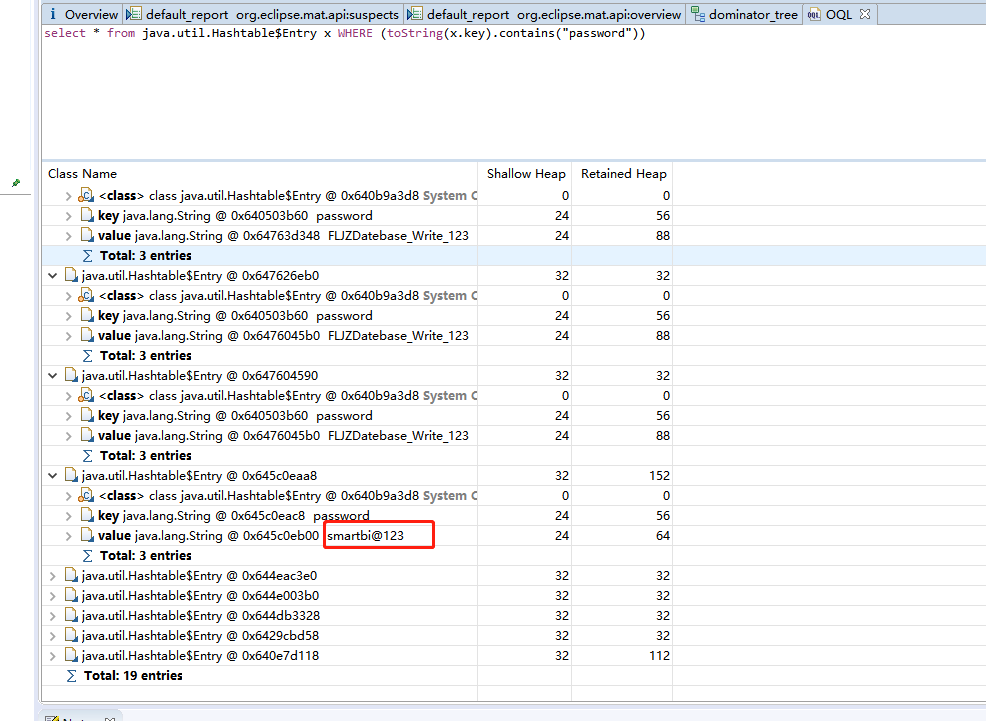 Overview default_report org.eclipse.mat.api:suspects default_report org.eclipse.mat.api:overview dominator_tree OQL
select * from java.util.Hashtable$Entry x WHERE (toString(x.key).contains("password"))
Class Name Shallow Heap Retained Heap
<class> class java.util.Hashtable$Entry @ 0x640b9a3d8 System C 0 0
key java.lang.String @ 0x640503b60 password 24 56
value java.lang.String @ 0x64763d348 FLJZDatebase_Write_123 24 88
Total: 3 entries
java.util.Hashtable$Entry @ 0x647626eb0 32 32
<class> class java.util.Hashtable$Entry @ 0x640b9a3d8 System C 0 0
key java.lang.String @ 0x640503b60 password 24 56
value java.lang.String @ 0x6476045b0 FLJZDatebase_Write_123 24 88
Total: 3 entries
java.util.Hashtable$Entry @ 0x647604590 32 32
<class> class java.util.Hashtable$Entry @ 0x640b9a3d8 System C 0 0
key java.lang.String @ 0x640503b60 password 24 56
value java.lang.String @ 0x6476045b0 FLJZDatebase_Write_123 24 88
Total: 3 entries
java.util.Hashtable$Entry @ 0x645c0eaa8 32 152
<class> class java.util.Hashtable$Entry @ 0x640b9a3d8 System C 0 0
key java.lang.String @ 0x645c0eac8 password 24 56
value java.lang.String @ 0x645c0eb00 smartbi@123 24 64
Total: 3 entries
java.util.Hashtable$Entry @ 0x644eac3e0 32 32
java.util.Hashtable$Entry @ 0x644e003b0 32 32
java.util.Hashtable$Entry @ 0x644db3328 32 32
java.util.Hashtable$Entry @ 0x6429cbd58 32 32
java.util.Hashtable$Entry @ 0x640e7d118 32 112
Total: 19 entries